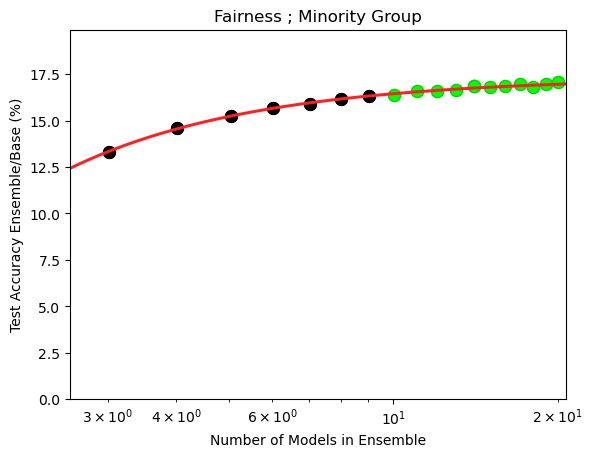 Fairness ; Minority Group
Test Accuracy Ensemble/Base (%)
17.5
15.0
12.5
10.0
7.5
5.0
2.5
0.0
3 × 10⁰ 4 × 10⁰ 6 × 10⁰ 10¹ 2 × 10¹
Number of Models in Ensemble